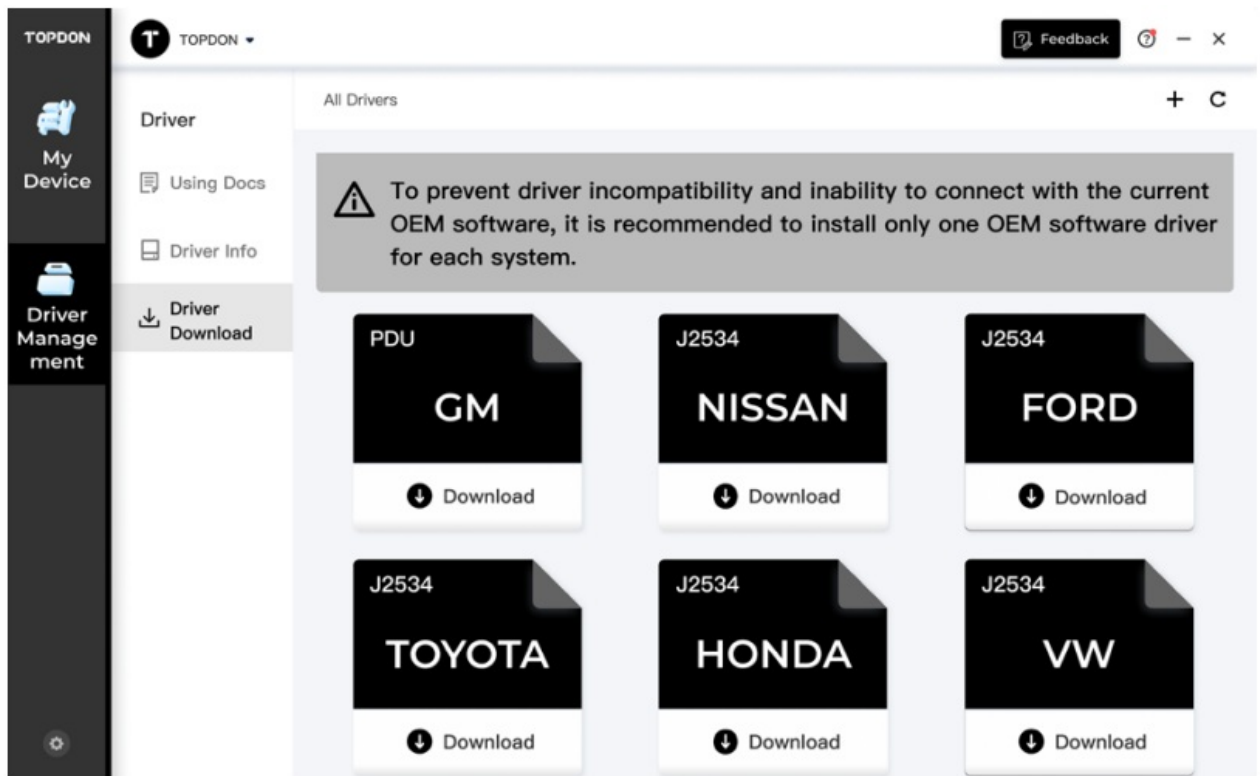 TOPDON
TOPDON
Feedback
My
Device
Driver
Manage
ment
Driver
Using Docs
Driver Info
Driver
Download
All Drivers
To prevent driver incompatibility and inability to connect with the current
OEM software, it is recommended to install only one OEM software driver
for each system.
PDU
GM
Download
J2534
NISSAN
Download
J2534
FORD
Download
J2534
TOYOTA
Download
J2534
HONDA
Download
J2534
VW
Download